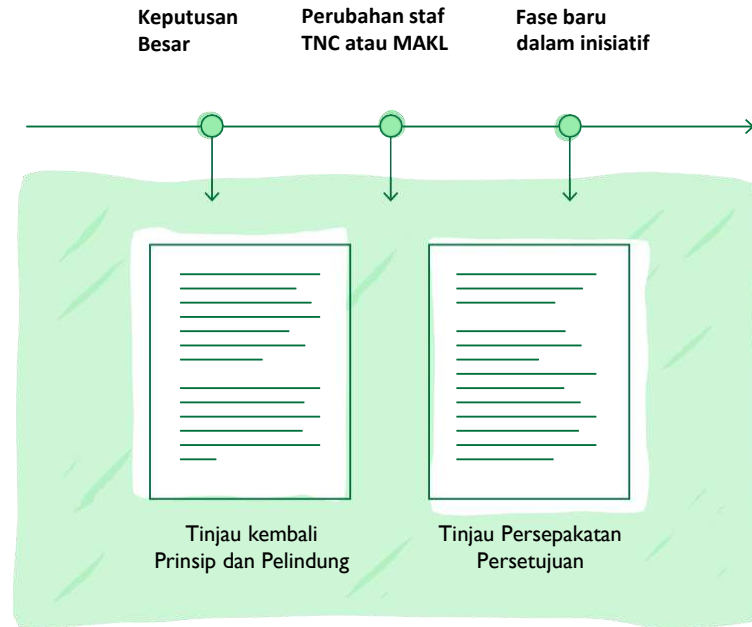 Keputusan
Besar
Perubahan staf
TNC atau MAKL
Fase baru
dalam inisiatif
Tinjau kembali
Prinsip dan Pelindung
Tinjau Persepakatan
Persetujuan